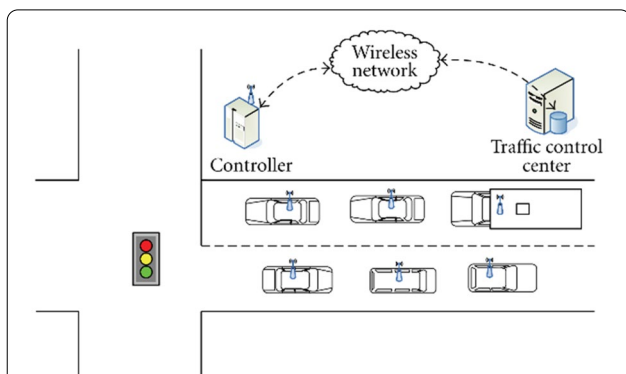 Wireless
network
Controller
Traffic control
center